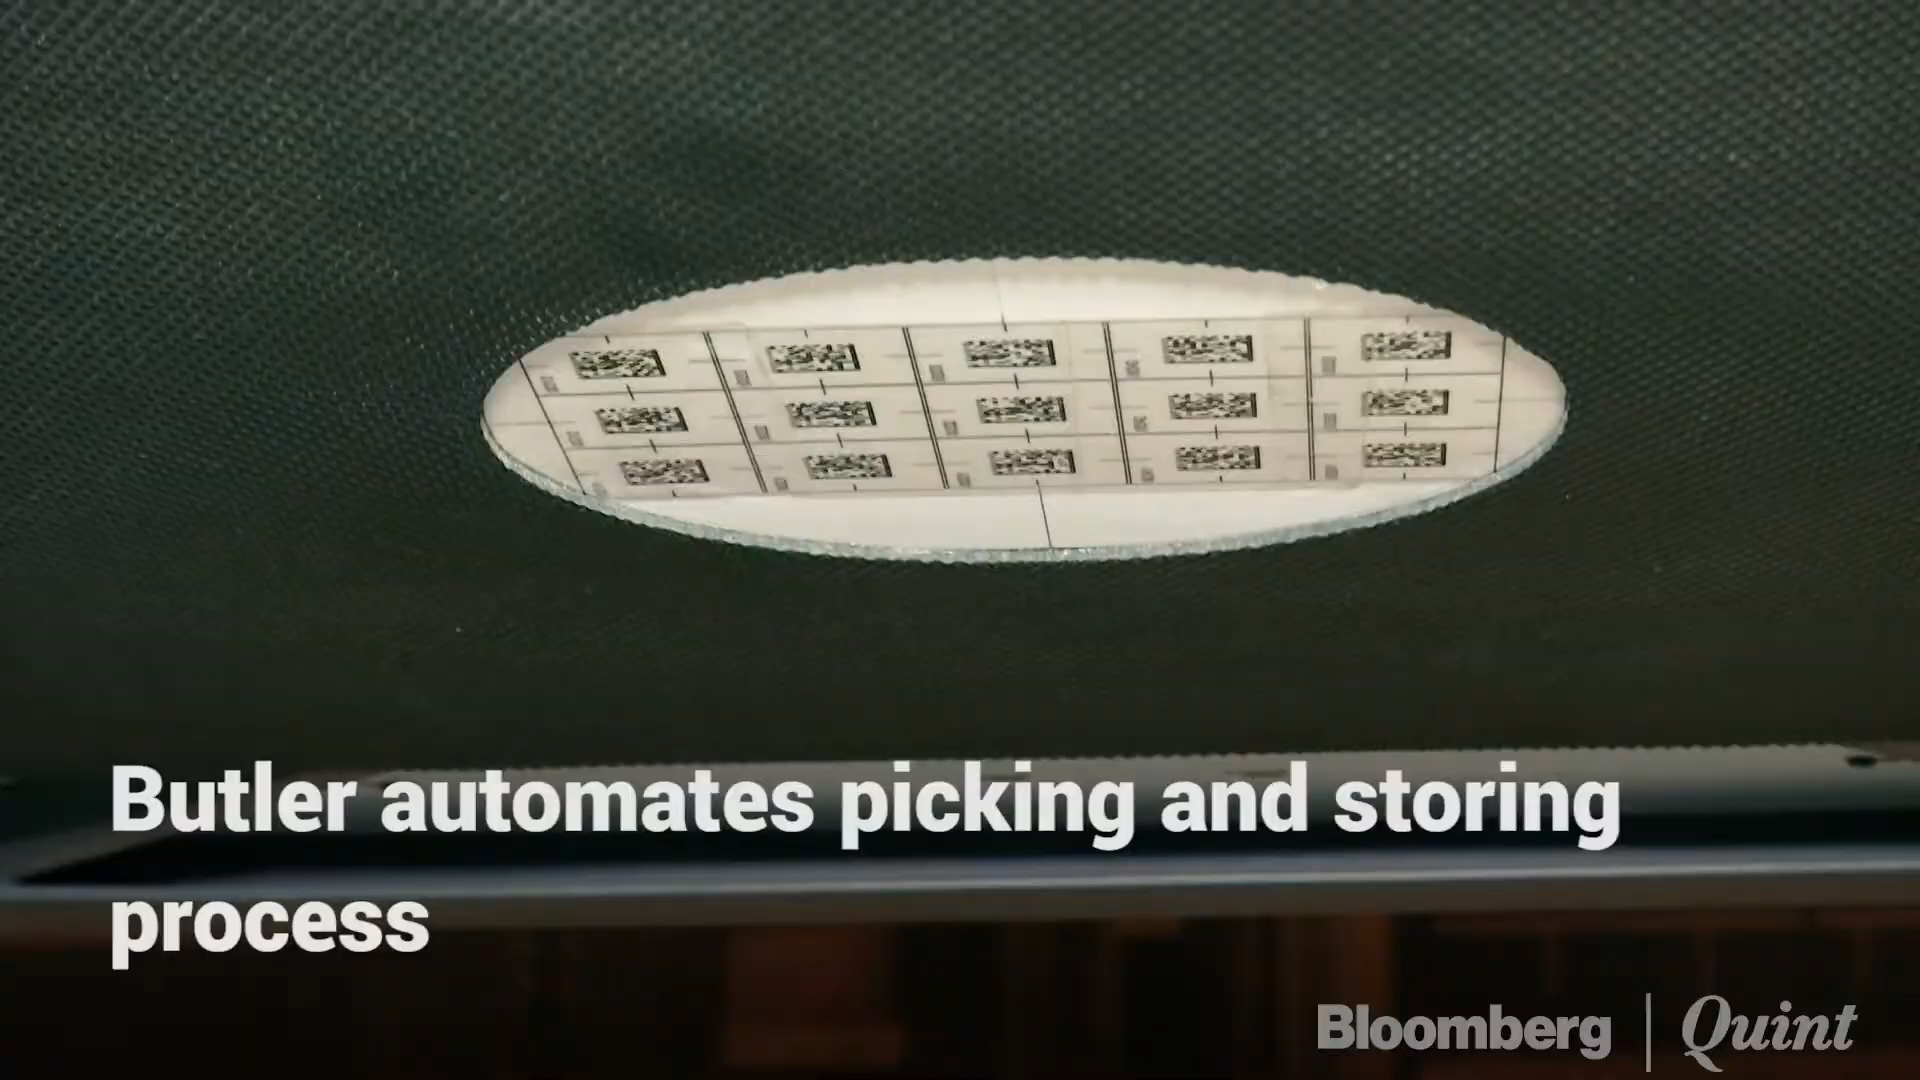 Butler automates picking and storing
process
Bloomberg | Quint